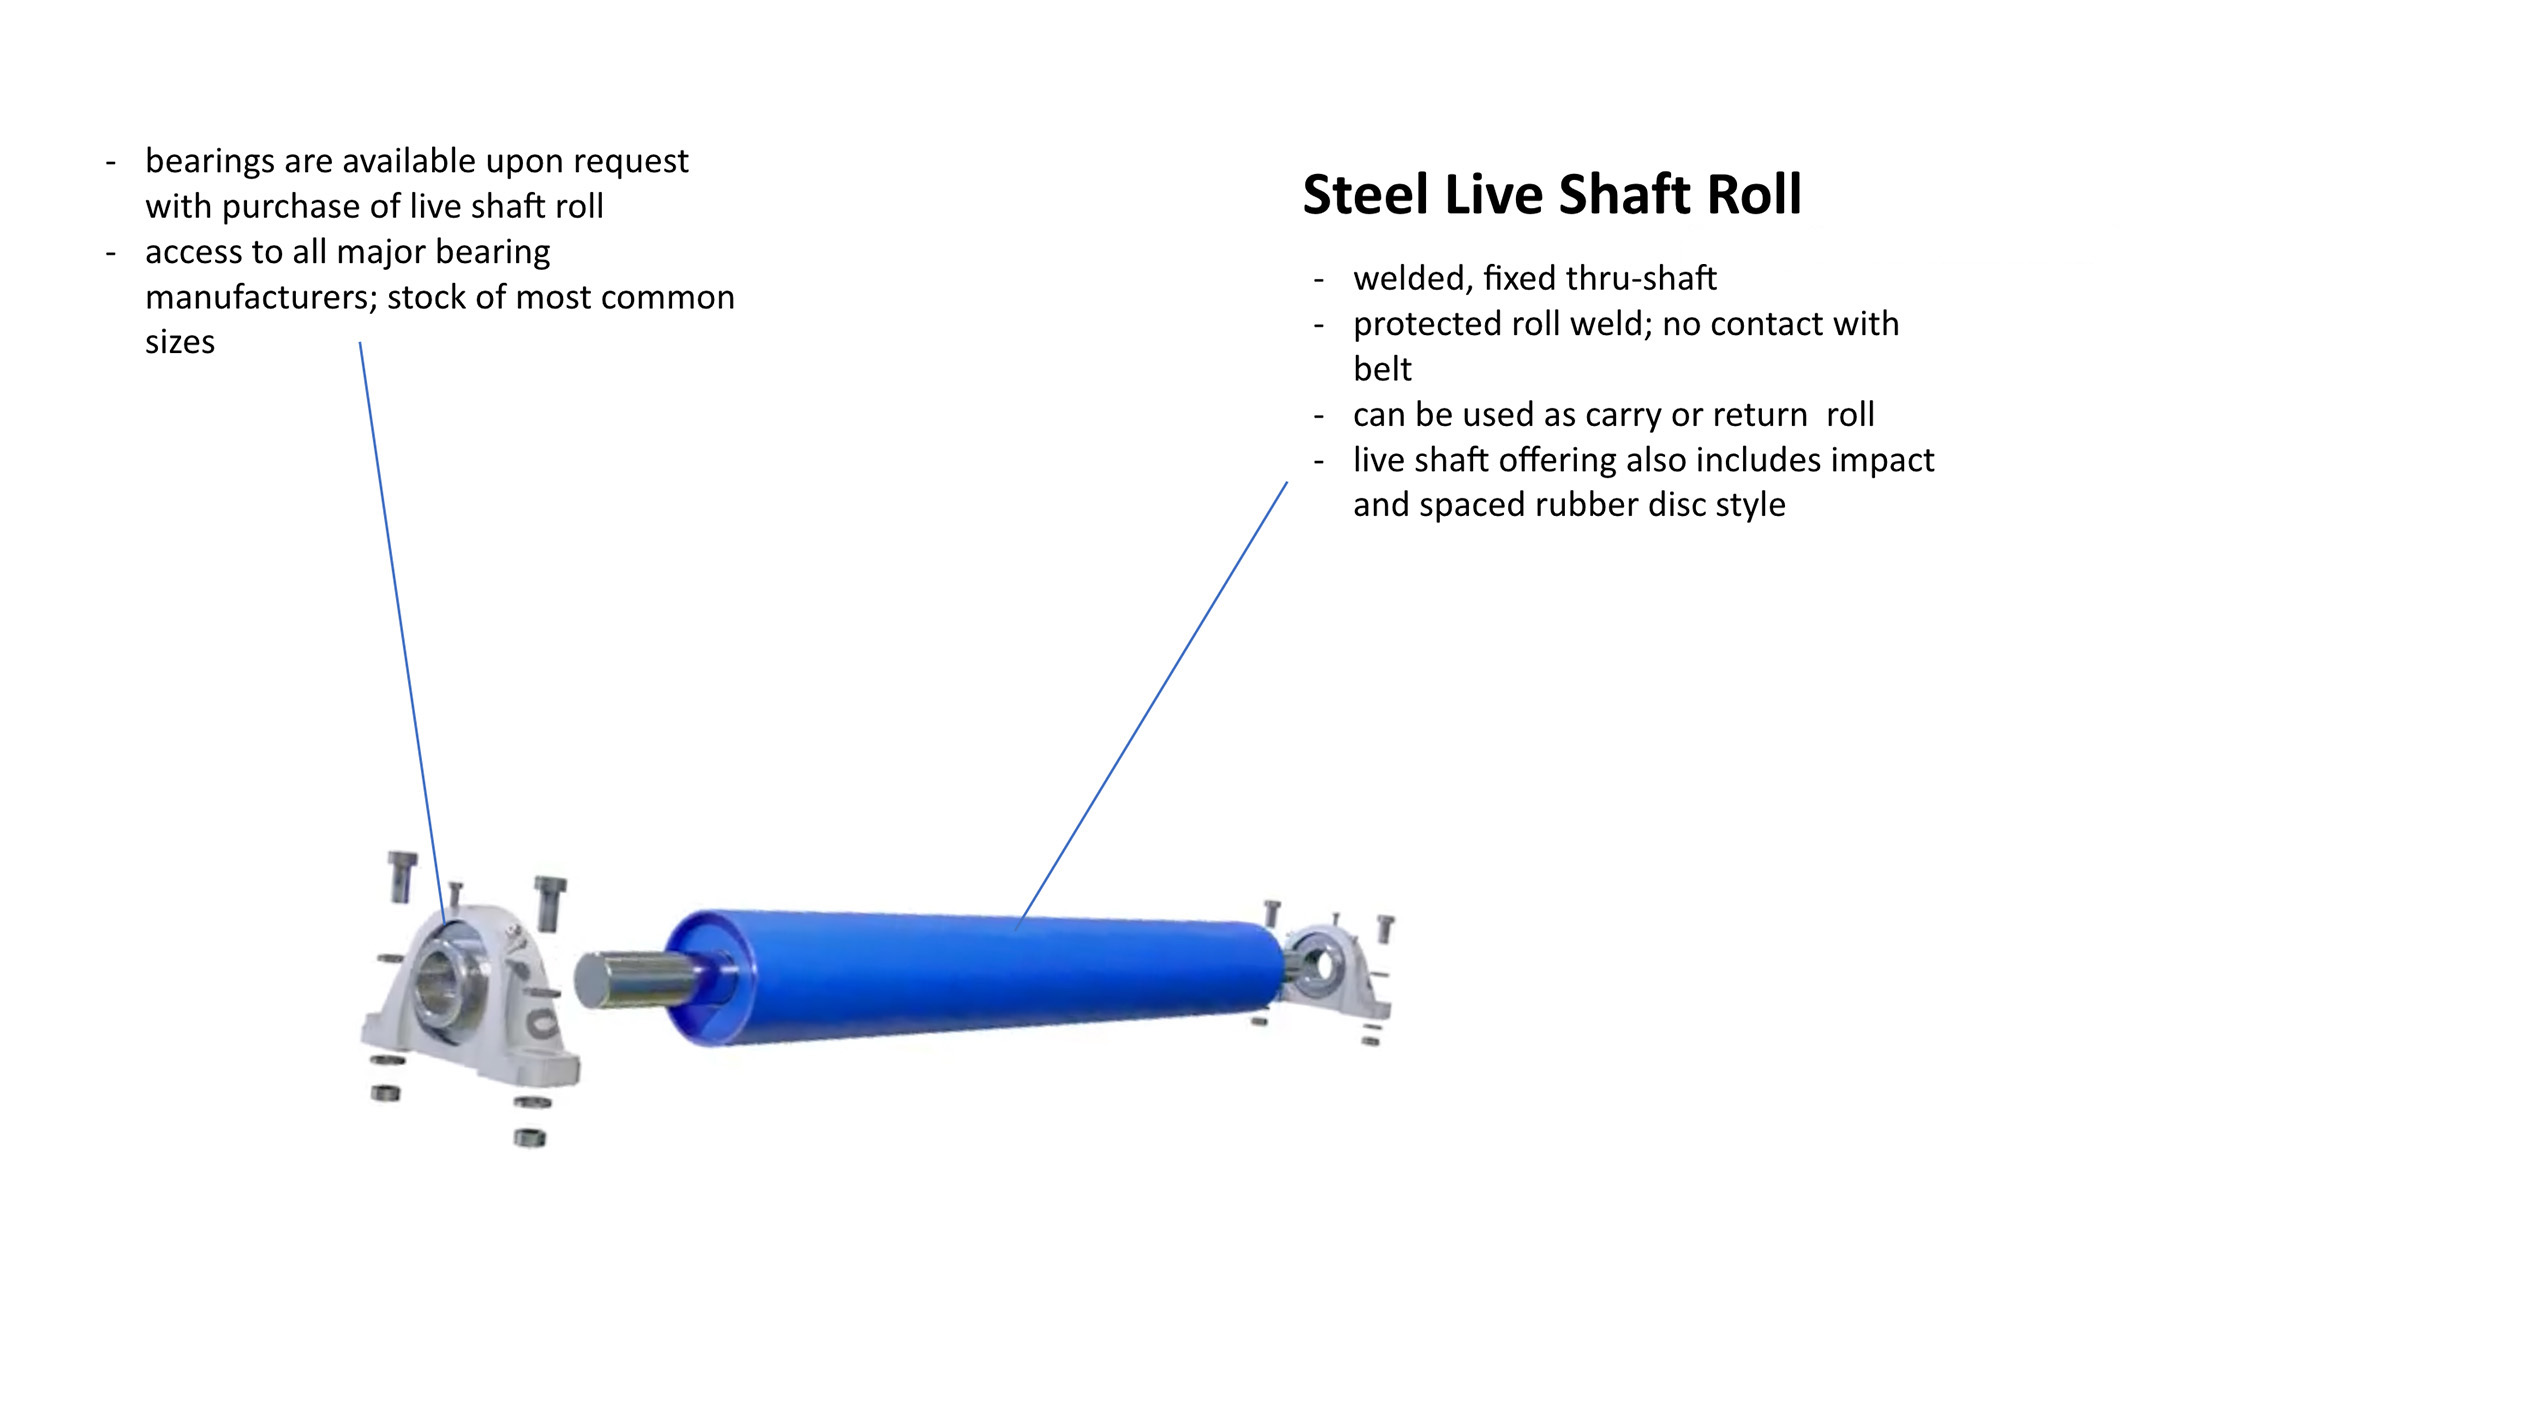 - bearings are available upon request
with purchase of live shaft roll
- access to all major bearing
manufacturers; stock of most common
sizes
Steel Live Shaft Roll
- welded, fixed thru-shaft
- protected roll weld; no contact with
belt
- can be used as carry or return  roll
- live shaft offering also includes impact
and spaced rubber disc style